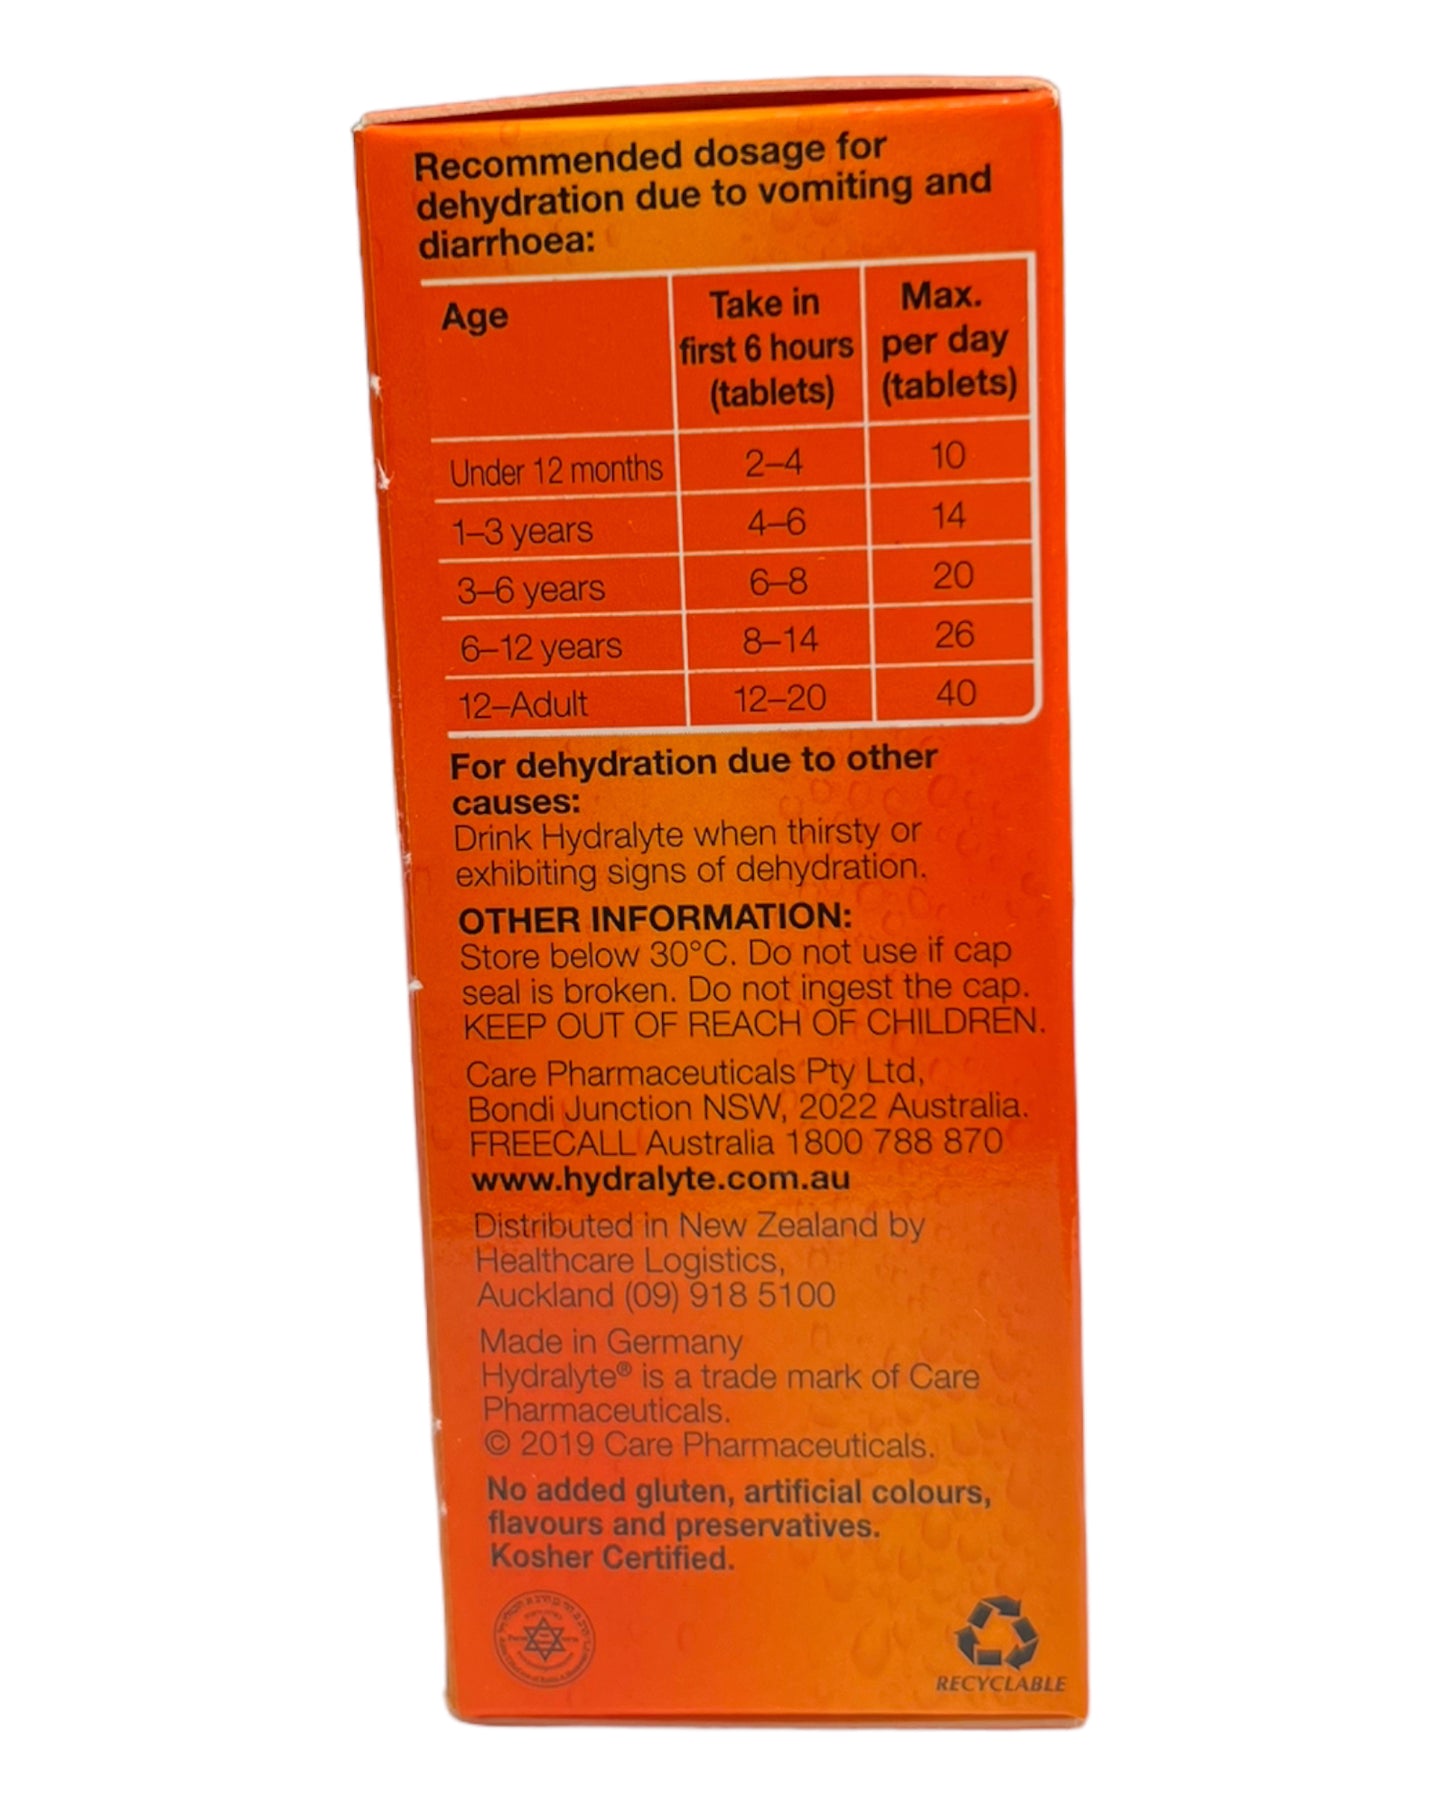 Recommended dosage for
dehydration due to vomiting and
diarrhoea:
Age
Take in
first 6 hours
(tablets)
Max.
per day
(tablets)
Under 12 months 2–4 10
1–3 years 4–6 14
3–6 years 6–8 20
6–12 years 8–14 26
12–Adult 12–20 40
For dehydration due to other
causes:
Drink Hydralyte when thirsty or
exhibiting signs of dehydration.
OTHER INFORMATION:
Store below 30°C. Do not use if cap
seal is broken. Do not ingest the cap.
KEEP OUT OF REACH OF CHILDREN.
Care Pharmaceuticals Pty Ltd,
Bondi Junction NSW, 2022 Australia.
FREECALL Australia 1800 788 870
www.hydralyte.com.au
Distributed in New Zealand by
Healthcare Logistics,
Auckland (09) 918 5100
Made in Germany
Hydralyte® is a trade mark of Care
Pharmaceuticals.
© 2019 Care Pharmaceuticals.
No added gluten, artificial colours,
flavours and preservatives.
Kosher Certified.
RECYCLABLE